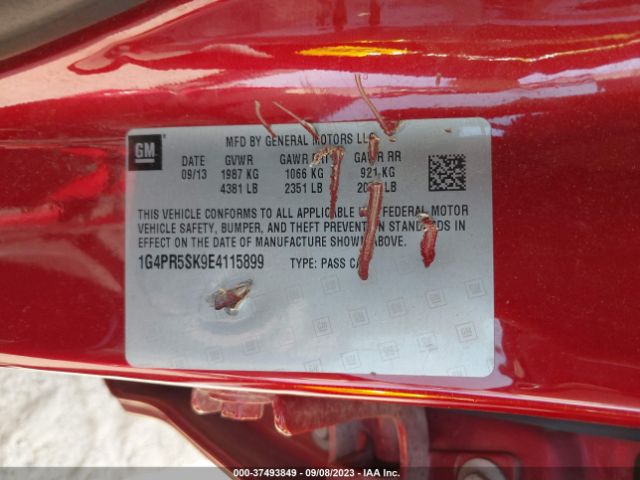 GM
MFD BY GENERAL MOTORS LLC
DATE GVWR GAWR GAWR RR
09/13 1987 KG 1066 KG 921 KG
4381 LB 2351 LB LB
THIS VEHICLE CONFORMS TO ALL APPLICABLE FEDERAL MOTOR
VEHICLE SAFETY, BUMPER, AND THEFT PREVENTION STANDARDS IN
EFFECT ON THE DATE OF MANUFACTURE SHOWN ABOVE.
1G4PR5SK9E4115899 TYPE: PASS
000-37493849 - 09/08/2023 - IAA Inc.